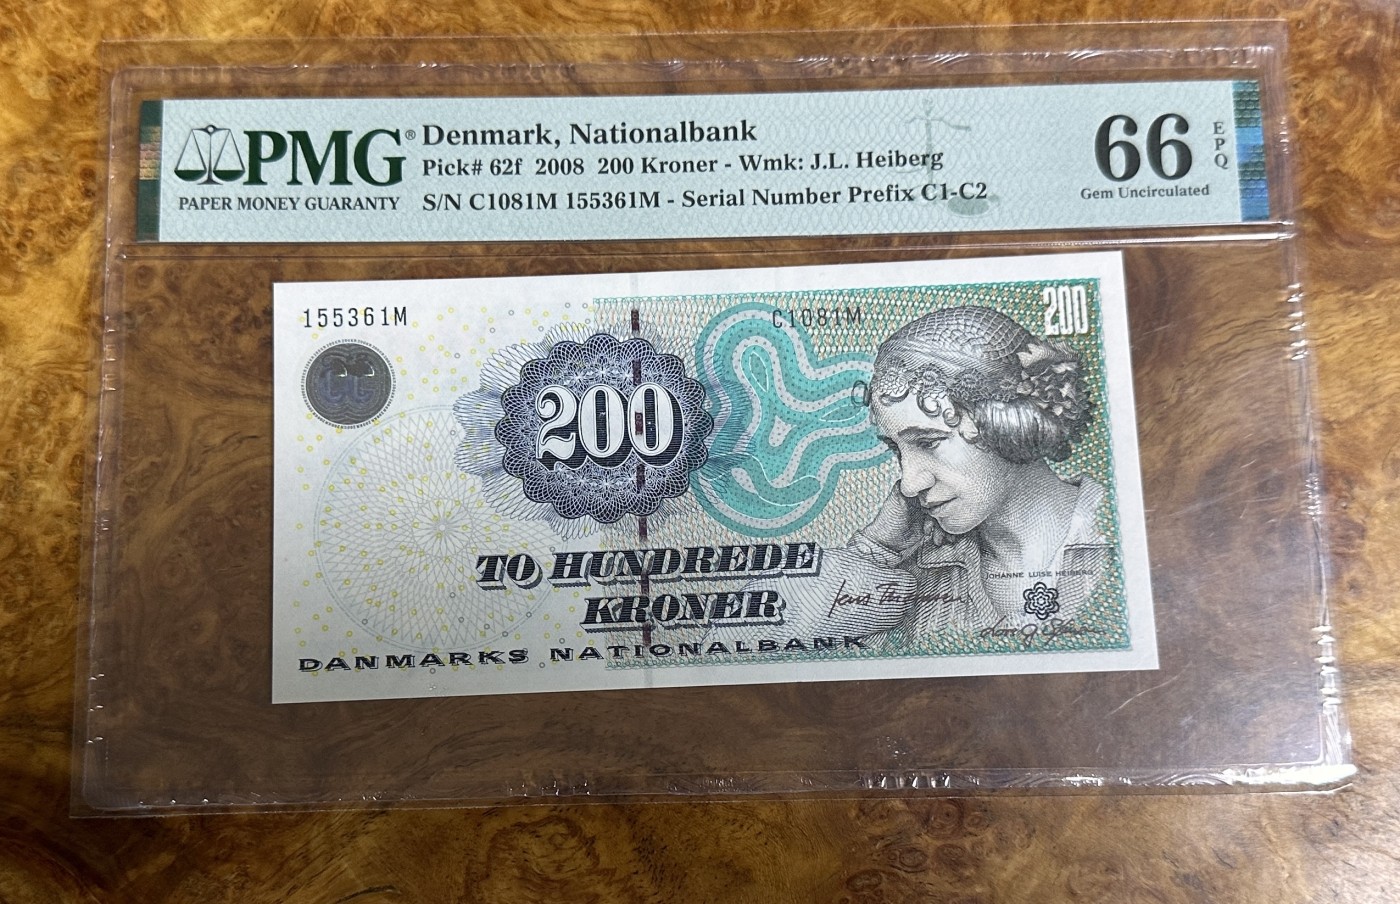 PMG®
PAPER MONEY GUARANTY
Denmark, Nationalbank
Pick# 62f 2008 200 Kroner - Wmk: J.L. Heiberg
S/N C1081M 155361M - Serial Number Prefix C1-C2
66
EPQ
Gem Uncirculated
155361M
C1081M
200
200
TO HUNDREDE
KRONER
DANMARKS NATIONALBANK
JOHANNE LUISE HEIBERG